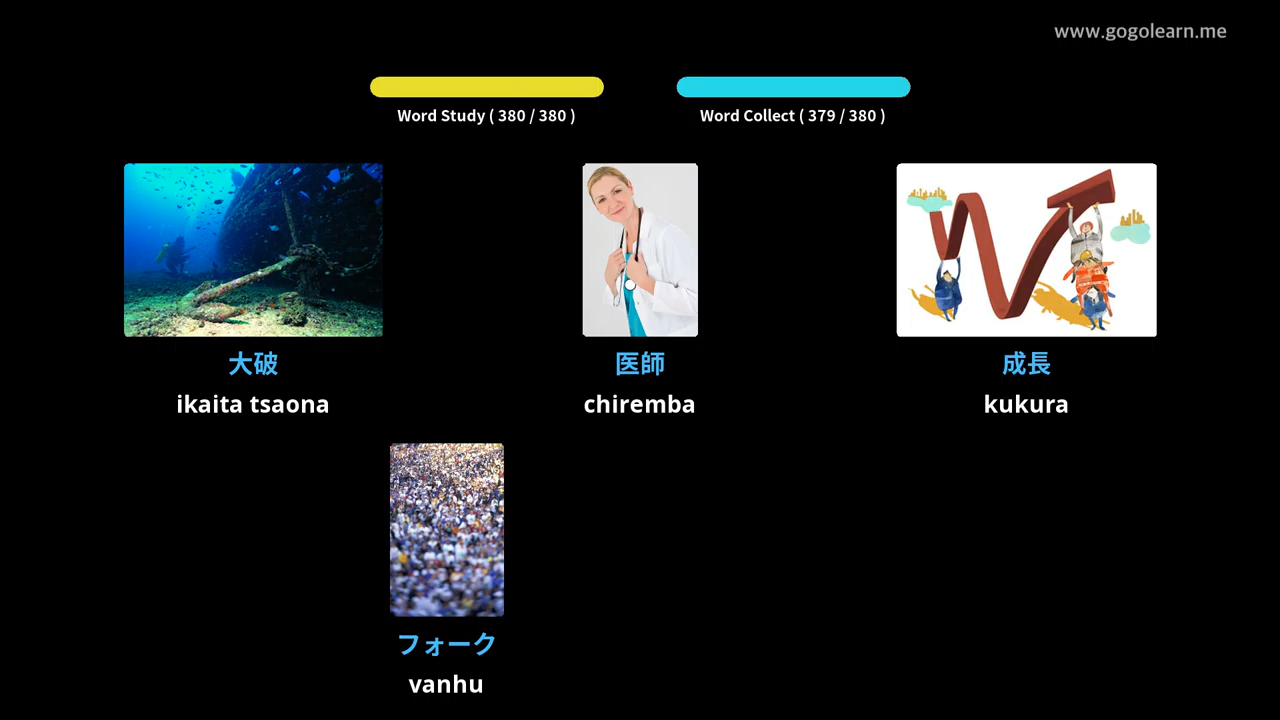 www.gogolearn.me
Word Study ( 380 / 380 )
Word Collect ( 379 / 380 )
大破
ikaita tsaona
医師
chiremba
成長
kukura
フォーク
vanhu